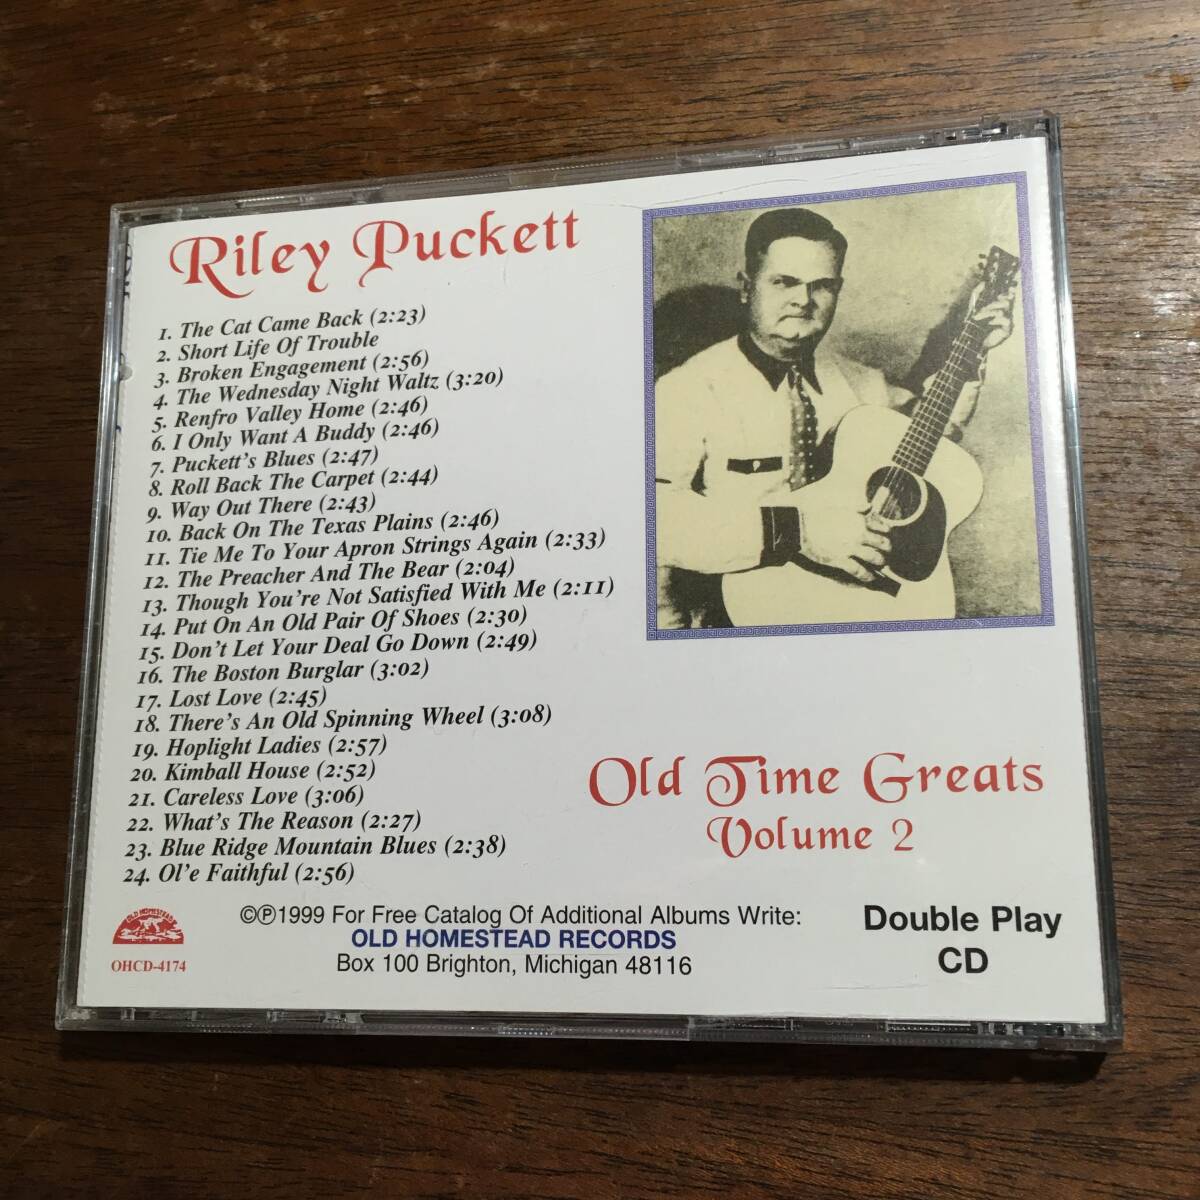 Riley Puckett
1. The Cat Came Back (2:23)
2. Short Life Of Trouble
3. Broken Engagement (2:56)
4. The Wednesday Night Waltz (3:20)
5. Renfro Valley Home (2:46)
6. I Only Want A Buddy (2:46)
7. Puckett's Blues (2:47)
8. Roll Back The Carpet (2:44)
9. Way Out There (2:43)
10. Back On The Texas Plains (2:46)
11. Tie Me To Your Apron Strings Again (2:33)
12. The Preacher And The Bear (2:04)
13. Though You're Not Satisfied With Me (2:11)
14. Put On An Old Pair Of Shoes (2:30)
15. Don't Let Your Deal Go Down (2:49)
16. The Boston Burglar (3:02)
17. Lost Love (2:45)
18. There's An Old Spinning Wheel (3:08)
19. Hoplight Ladies (2:57)
20. Kimball House (2:52)
21. Careless Love (3:06)
22. What's The Reason (2:27)
23. Blue Ridge Mountain Blues (2:38)
24. Ol'e Faithful (2:56)
Old Time Greats
Volume 2
OLD HOMESTEAD
OHCD-4174
©℗1999 For Free Catalog Of Additional Albums Write:
OLD HOMESTEAD RECORDS
Box 100 Brighton, Michigan 48116
Double Play
CD